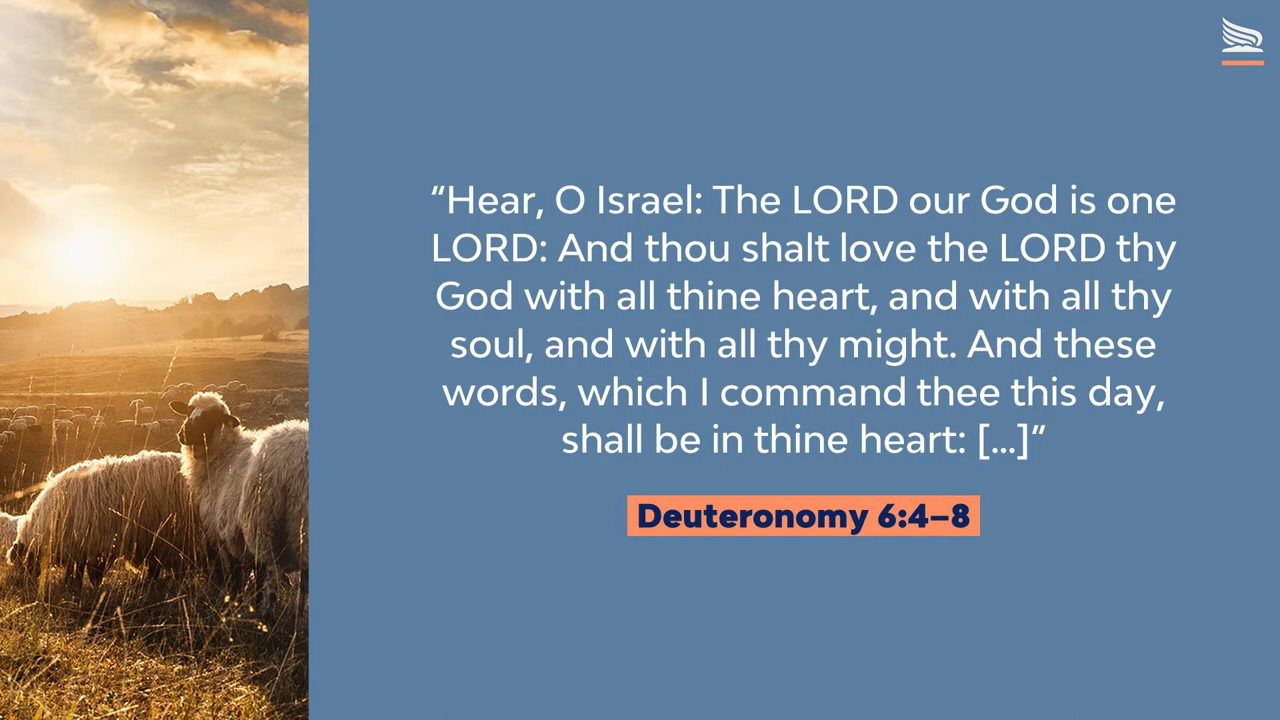 “Hear, O Israel: The LORD our God is one
LORD: And thou shalt love the LORD thy
God with all thine heart, and with all thy
soul, and with all thy might. And these
words, which I command thee this day,
shall be in thine heart: [...]”
Deuteronomy 6:4–8